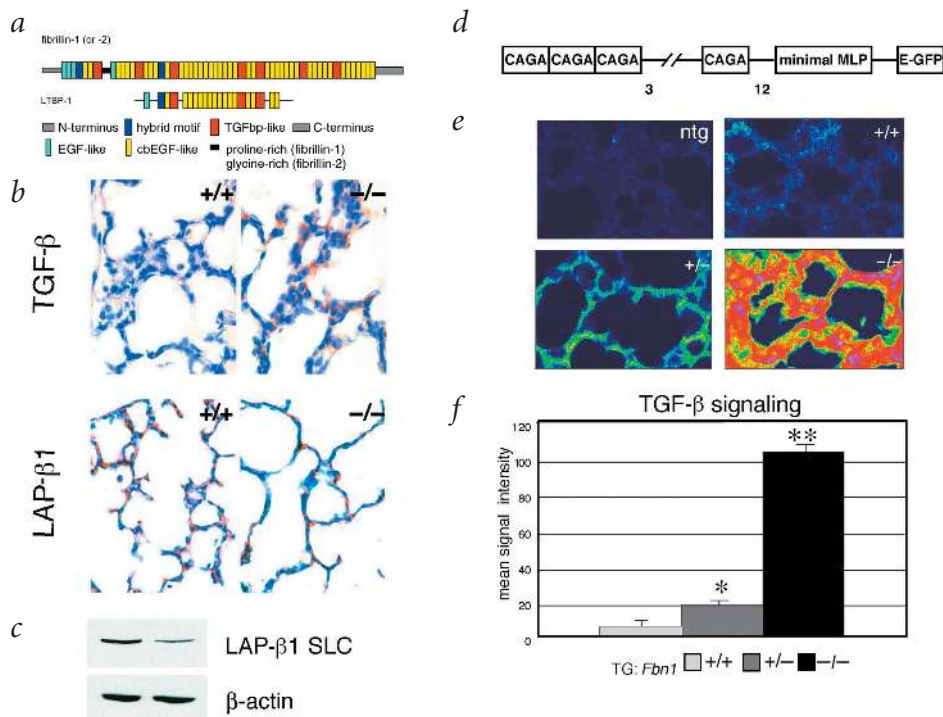 a
fibrillin-1 (or -2)
LTBP-1
N-terminus hybrid motif TGFbp-like C-terminus
EGF-like cbEGF-like proline-rich (fibrillin-1)
glycine-rich (fibrillin-2)
b
TGF-β
+/+ −/−
LAP-β1
+/+ −/−
c
LAP-β1 SLC
β-actin
d
CAGA CAGA CAGA CAGA minimal MLP E-GFP
3 12
e
ntg +/+
+/− −/−
f
TGF-β signaling
mean signal intensity
120
100
80
60
40
20
0
* **
TG: Fbn1 +/+ +/− −/−